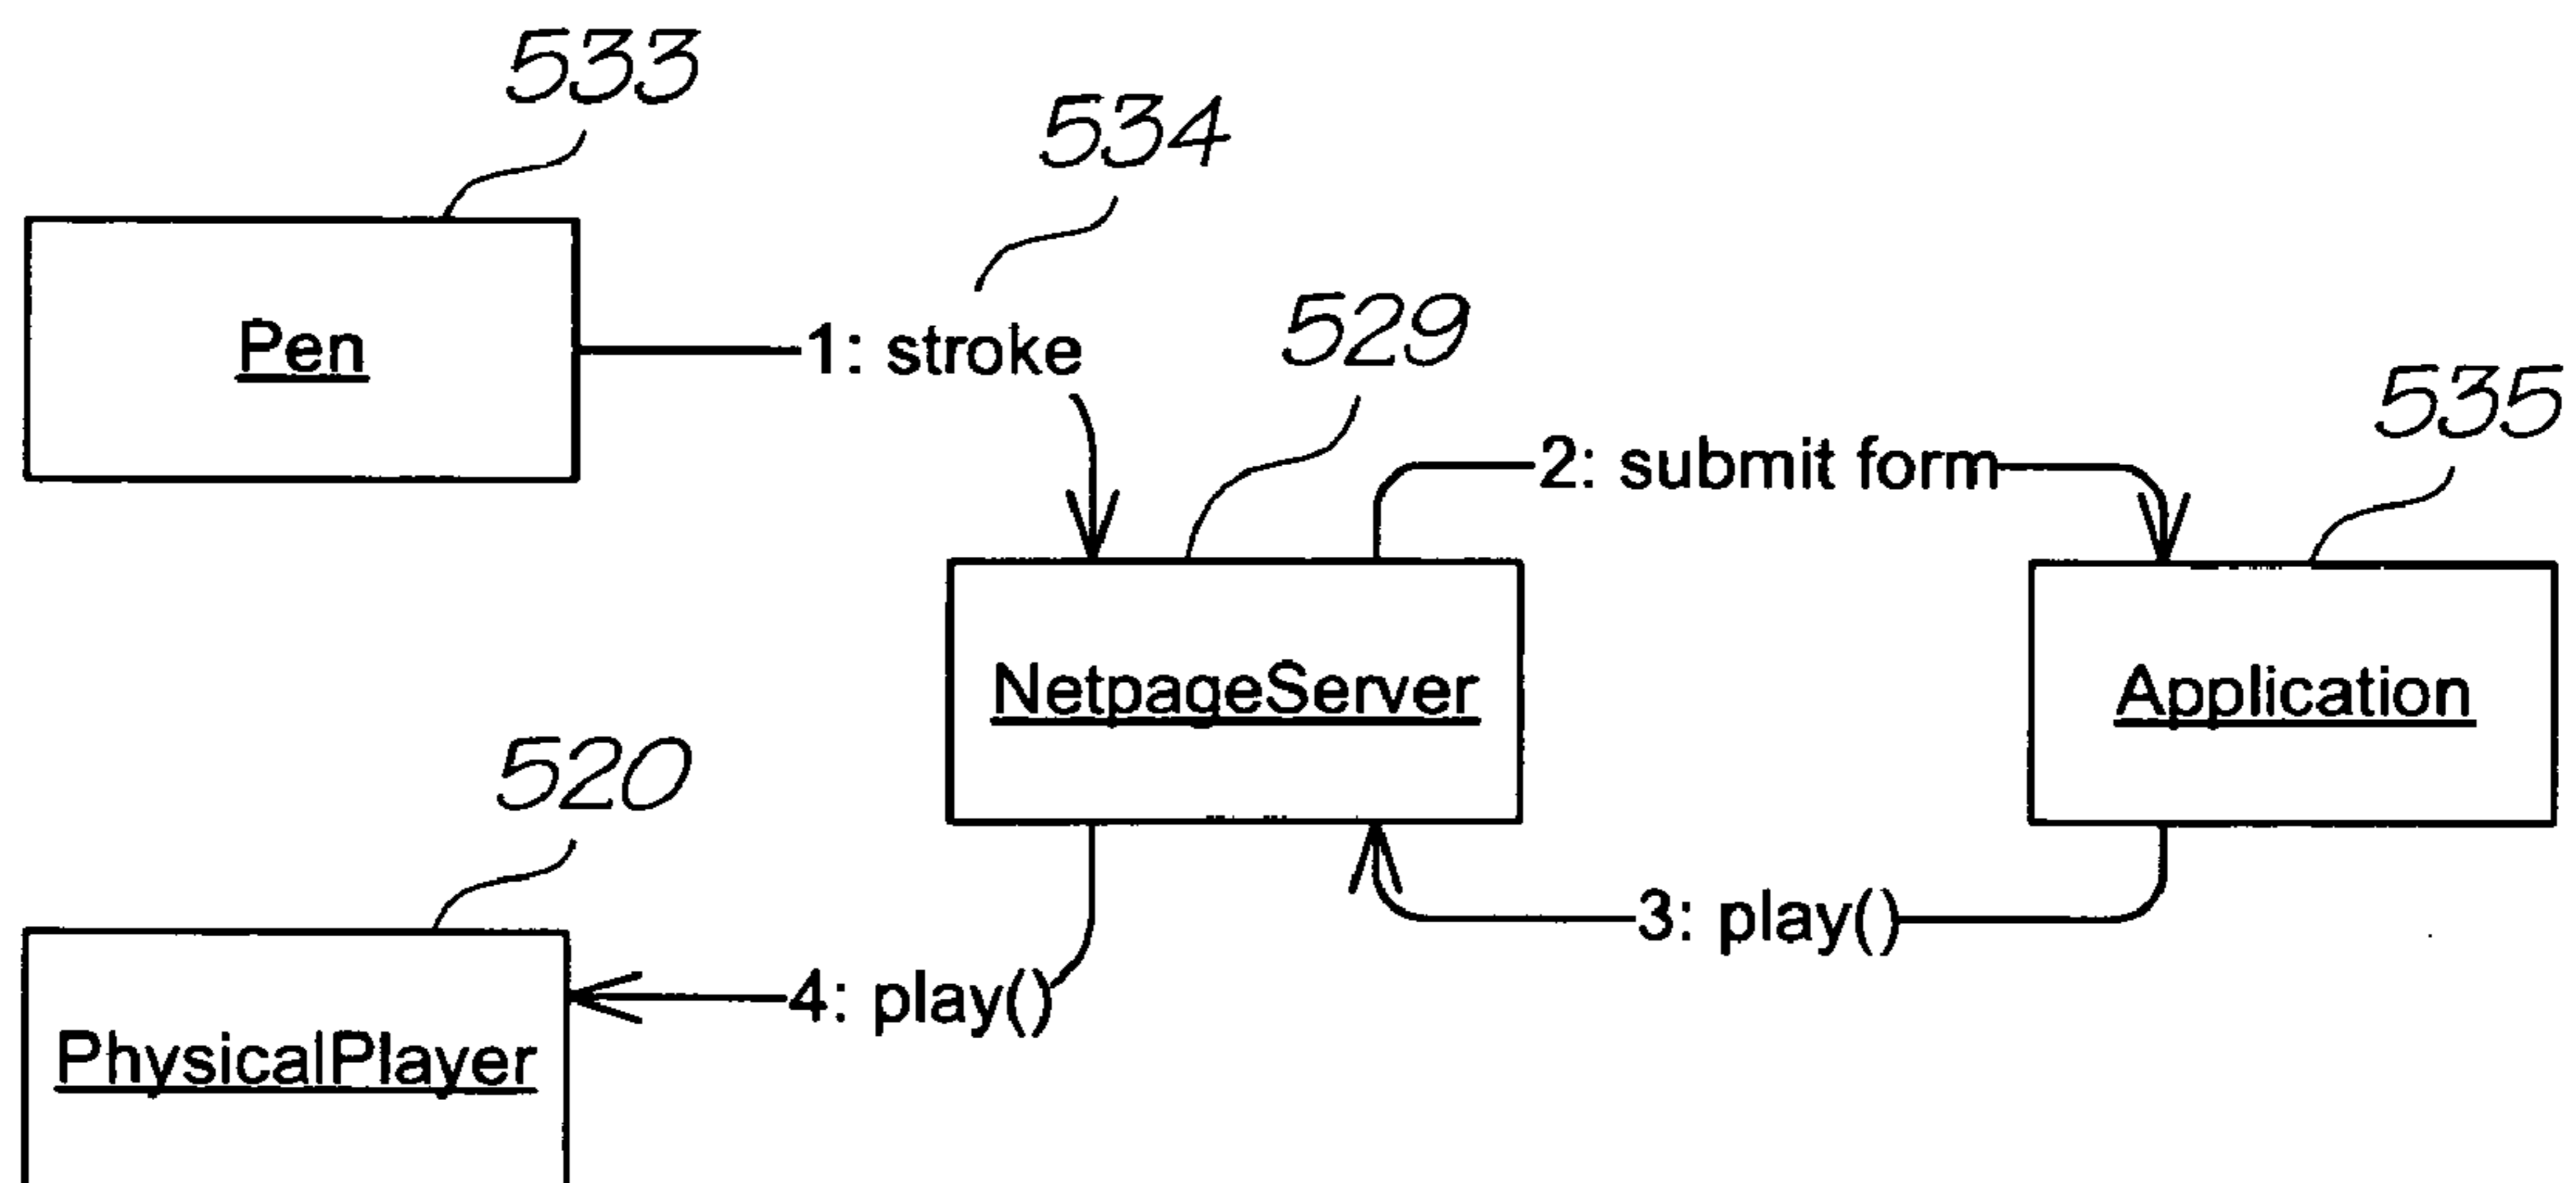 533
534
Pen
1: stroke
529
535
2: submit form
NetpageServer
Application
520
3: play()
4: play()
PhysicalPlayer